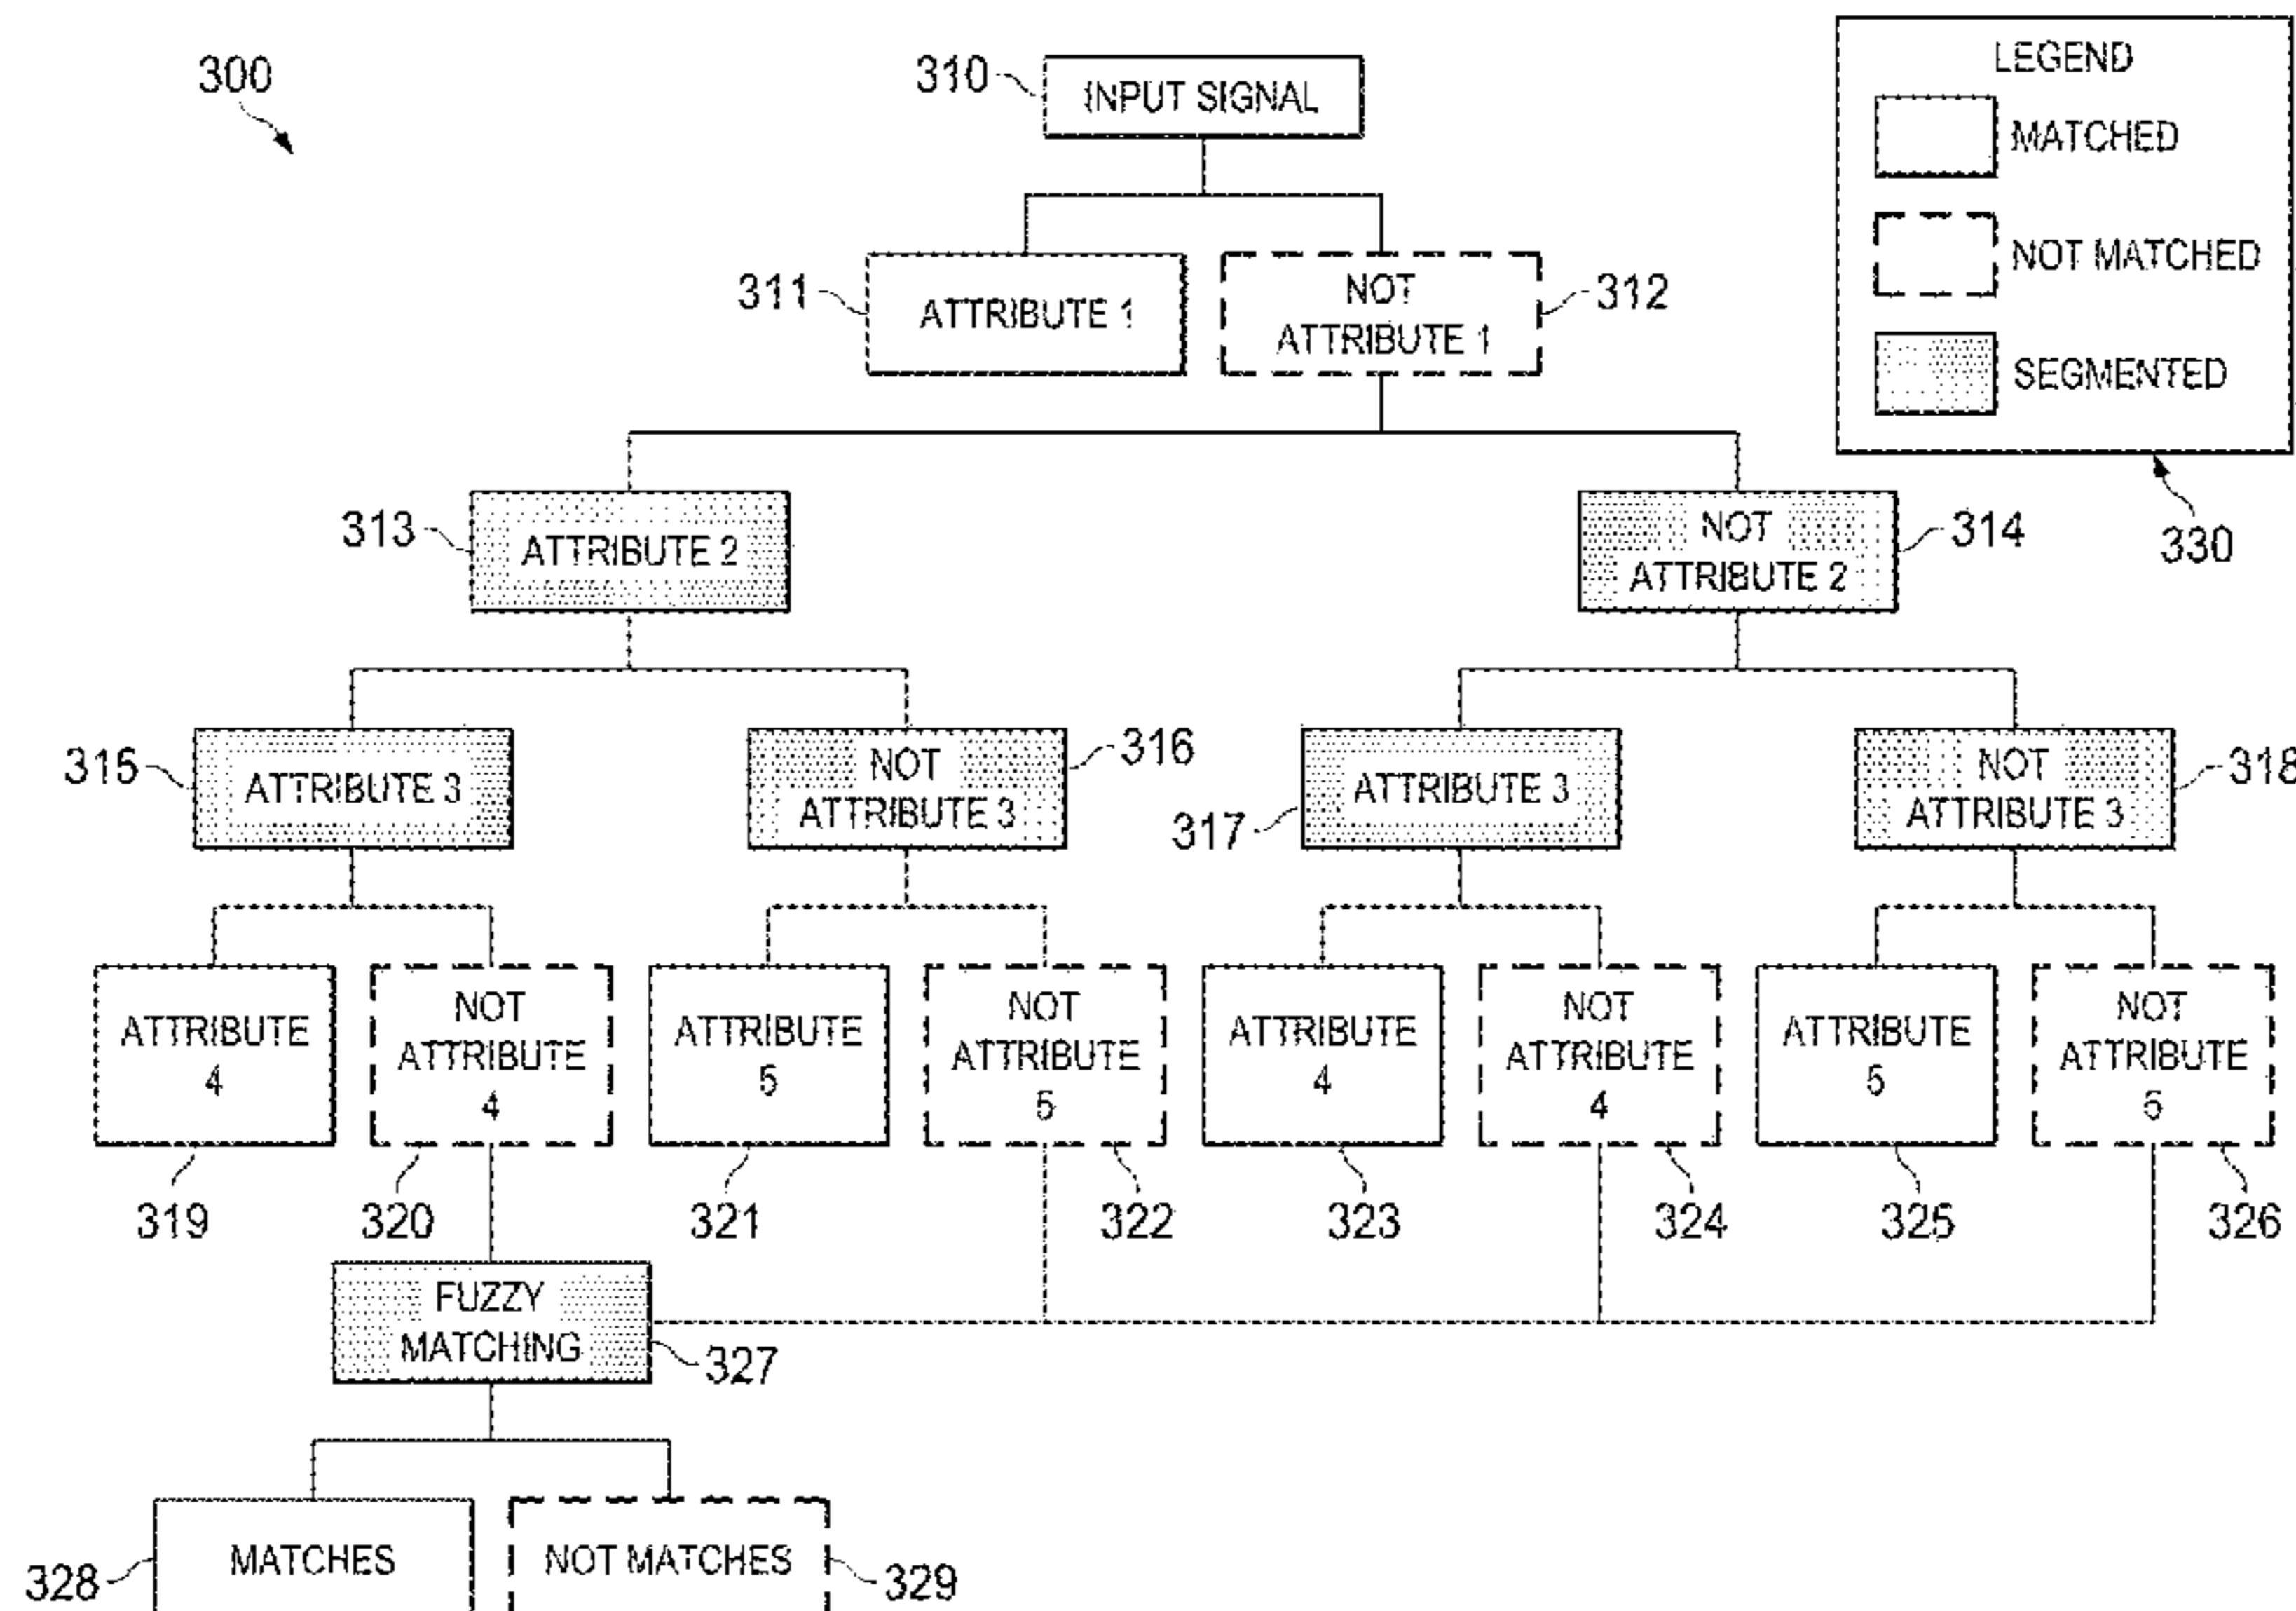 300
310
INPUT SIGNAL
LEGEND
MATCHED
NOT MATCHED
SEGMENTED
330
311
ATTRIBUTE 1
NOT
ATTRIBUTE 1
312
313
ATTRIBUTE 2
NOT
ATTRIBUTE 2
314
315
ATTRIBUTE 3
NOT
ATTRIBUTE 3
316
317
ATTRIBUTE 3
NOT
ATTRIBUTE 3
318
ATTRIBUTE
4
NOT
ATTRIBUTE
4
ATTRIBUTE
5
NOT
ATTRIBUTE
5
ATTRIBUTE
4
NOT
ATTRIBUTE
4
ATTRIBUTE
5
NOT
ATTRIBUTE
5
319
320
321
322
323
324
325
326
FUZZY
MATCHING
327
328
MATCHES
NOT MATCHES
329